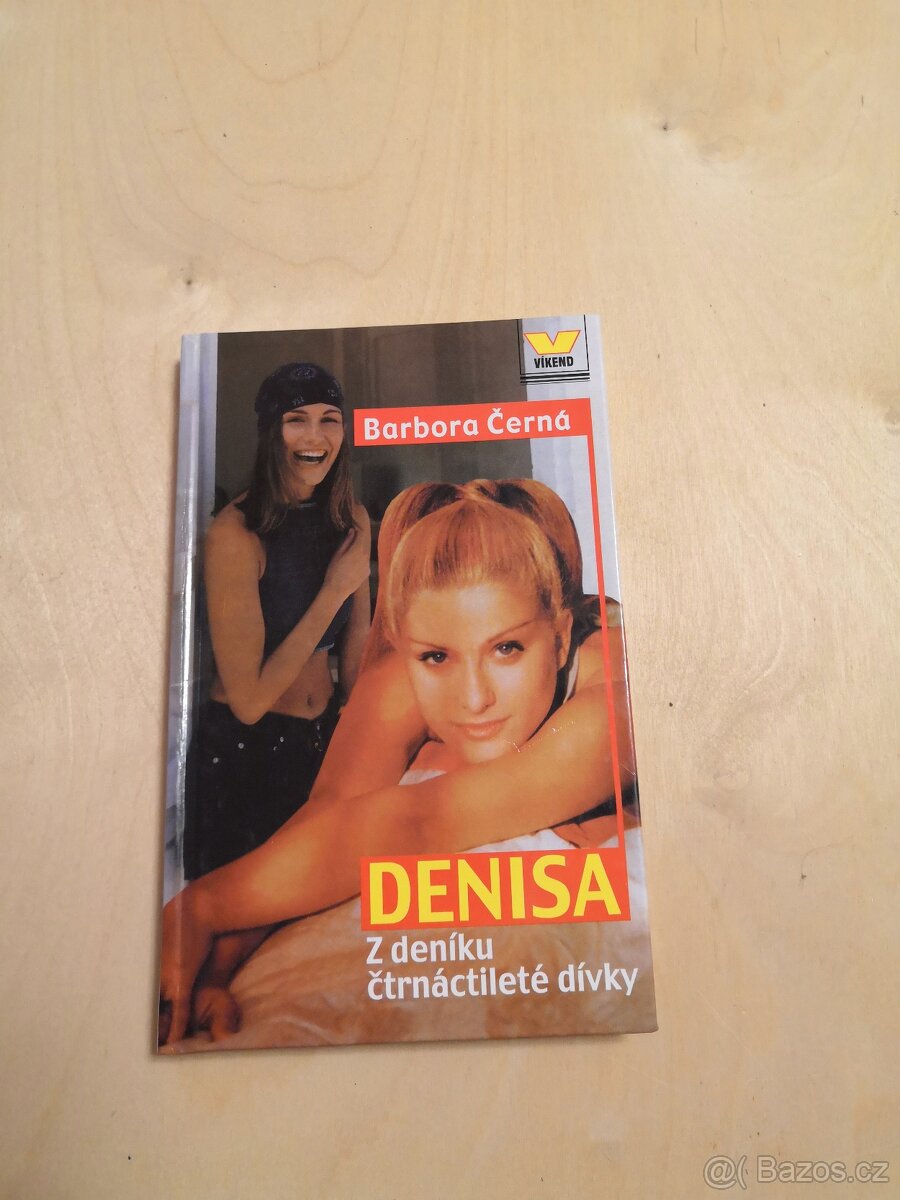 VÍKEND
Barbora Černá
DENISA
Z deníku
čtrnáctileté dívky
@ Bazos.cz